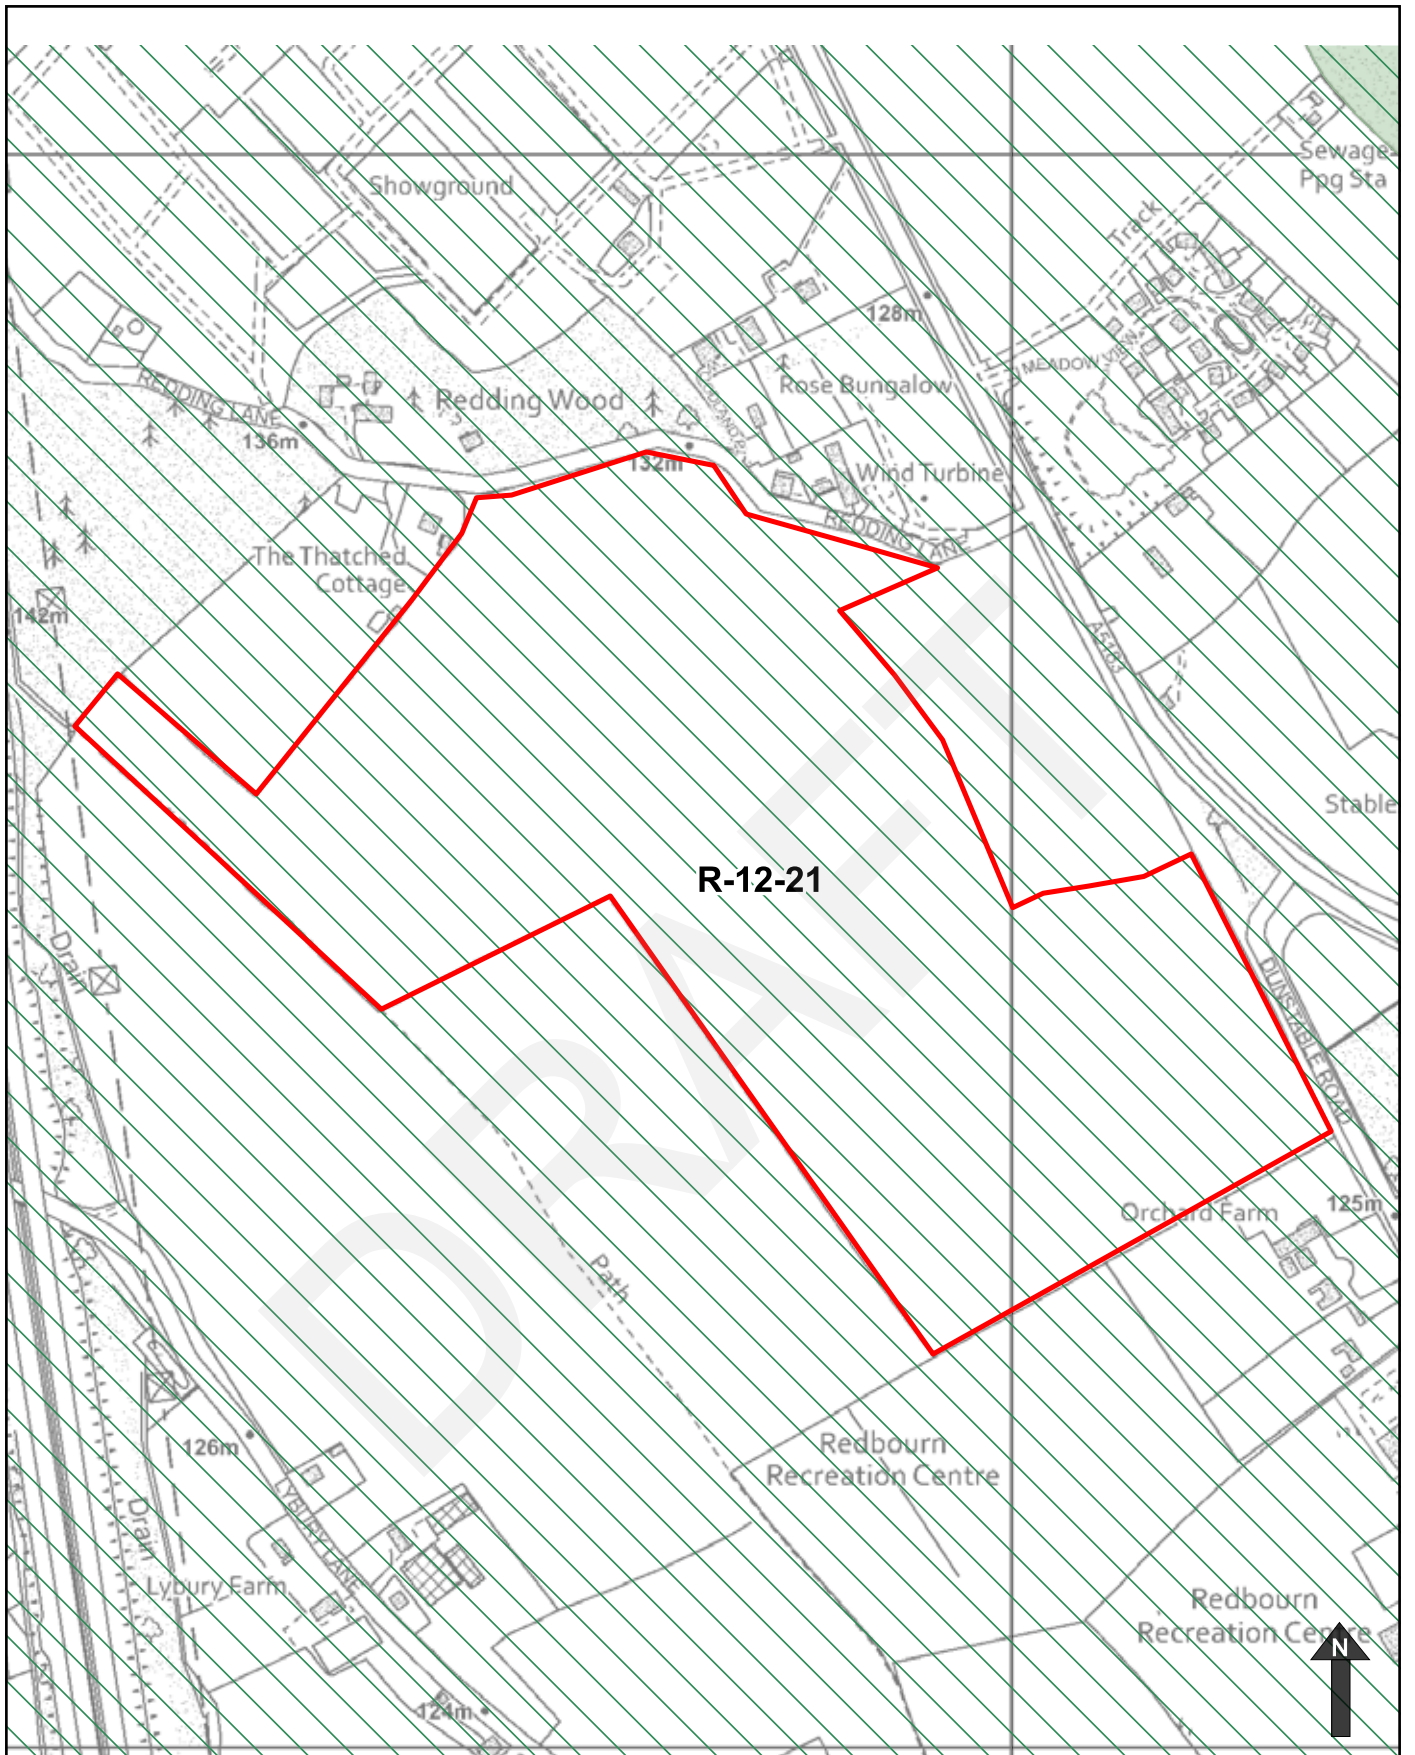 Sewage
Ppg Sta
Showground
Track
128m
MEADOW VIEW
REDDING LANE
Rose Bungalow
Redding Wood
136m
132m
Wind Turbine
REDDING LANE
The Thatched
Cottage
142m
A5183
Stable
R-12-21
Drain
DUNSTABLE ROAD
DRAFT
Orchard Farm
125m
Path
Redbourn
Recreation Centre
126m
LYBURY LANE
Drain
Lybury Farm
Redbourn
Recreation Centre
N
124m